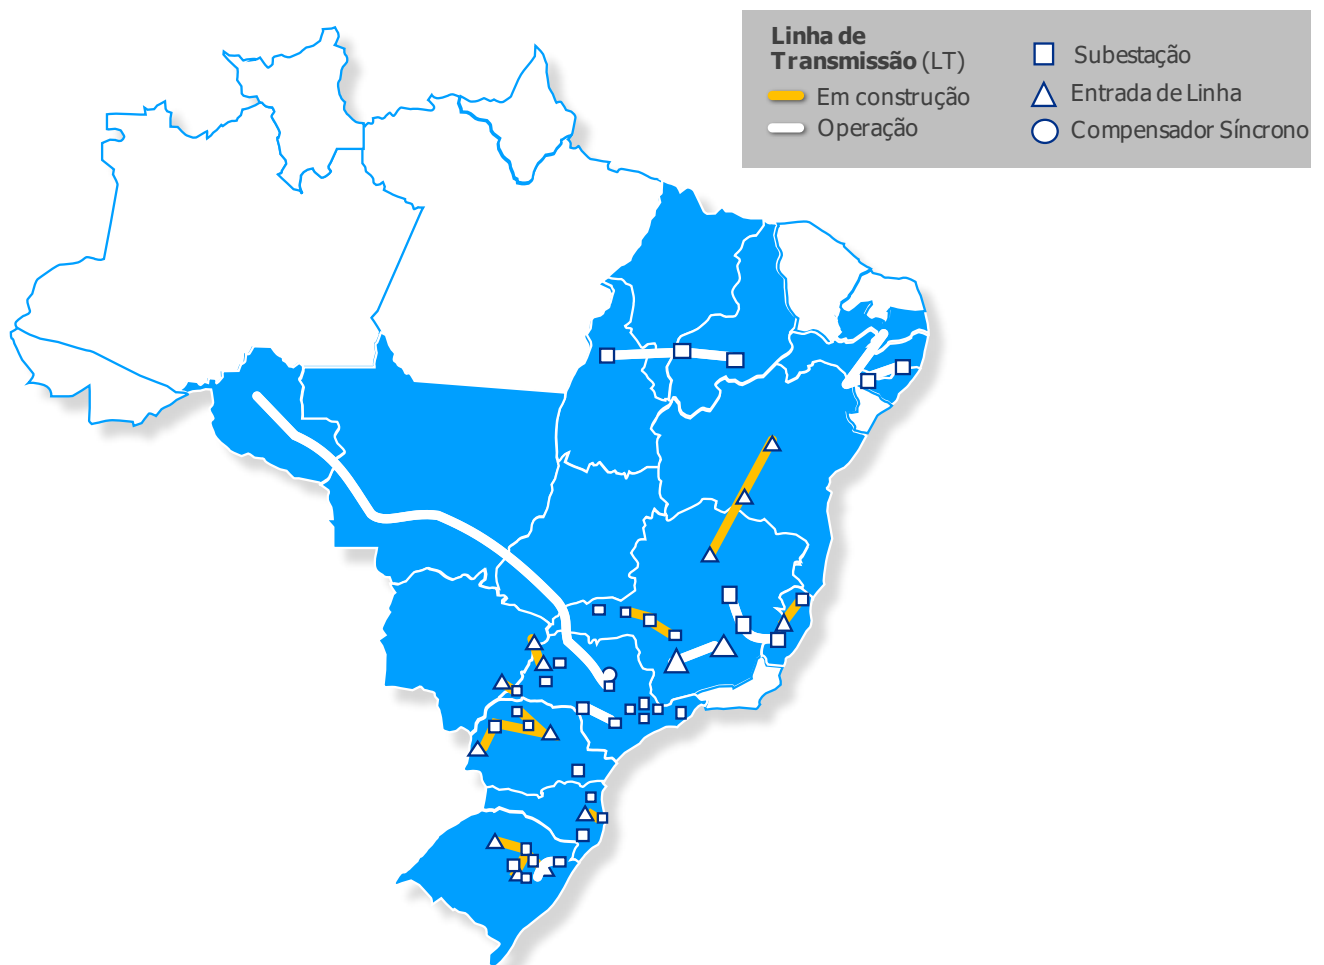 Linha de
Transmissão (LT)
Em construção
Operação
Subestação
Entrada de Linha
Compensador Síncrono